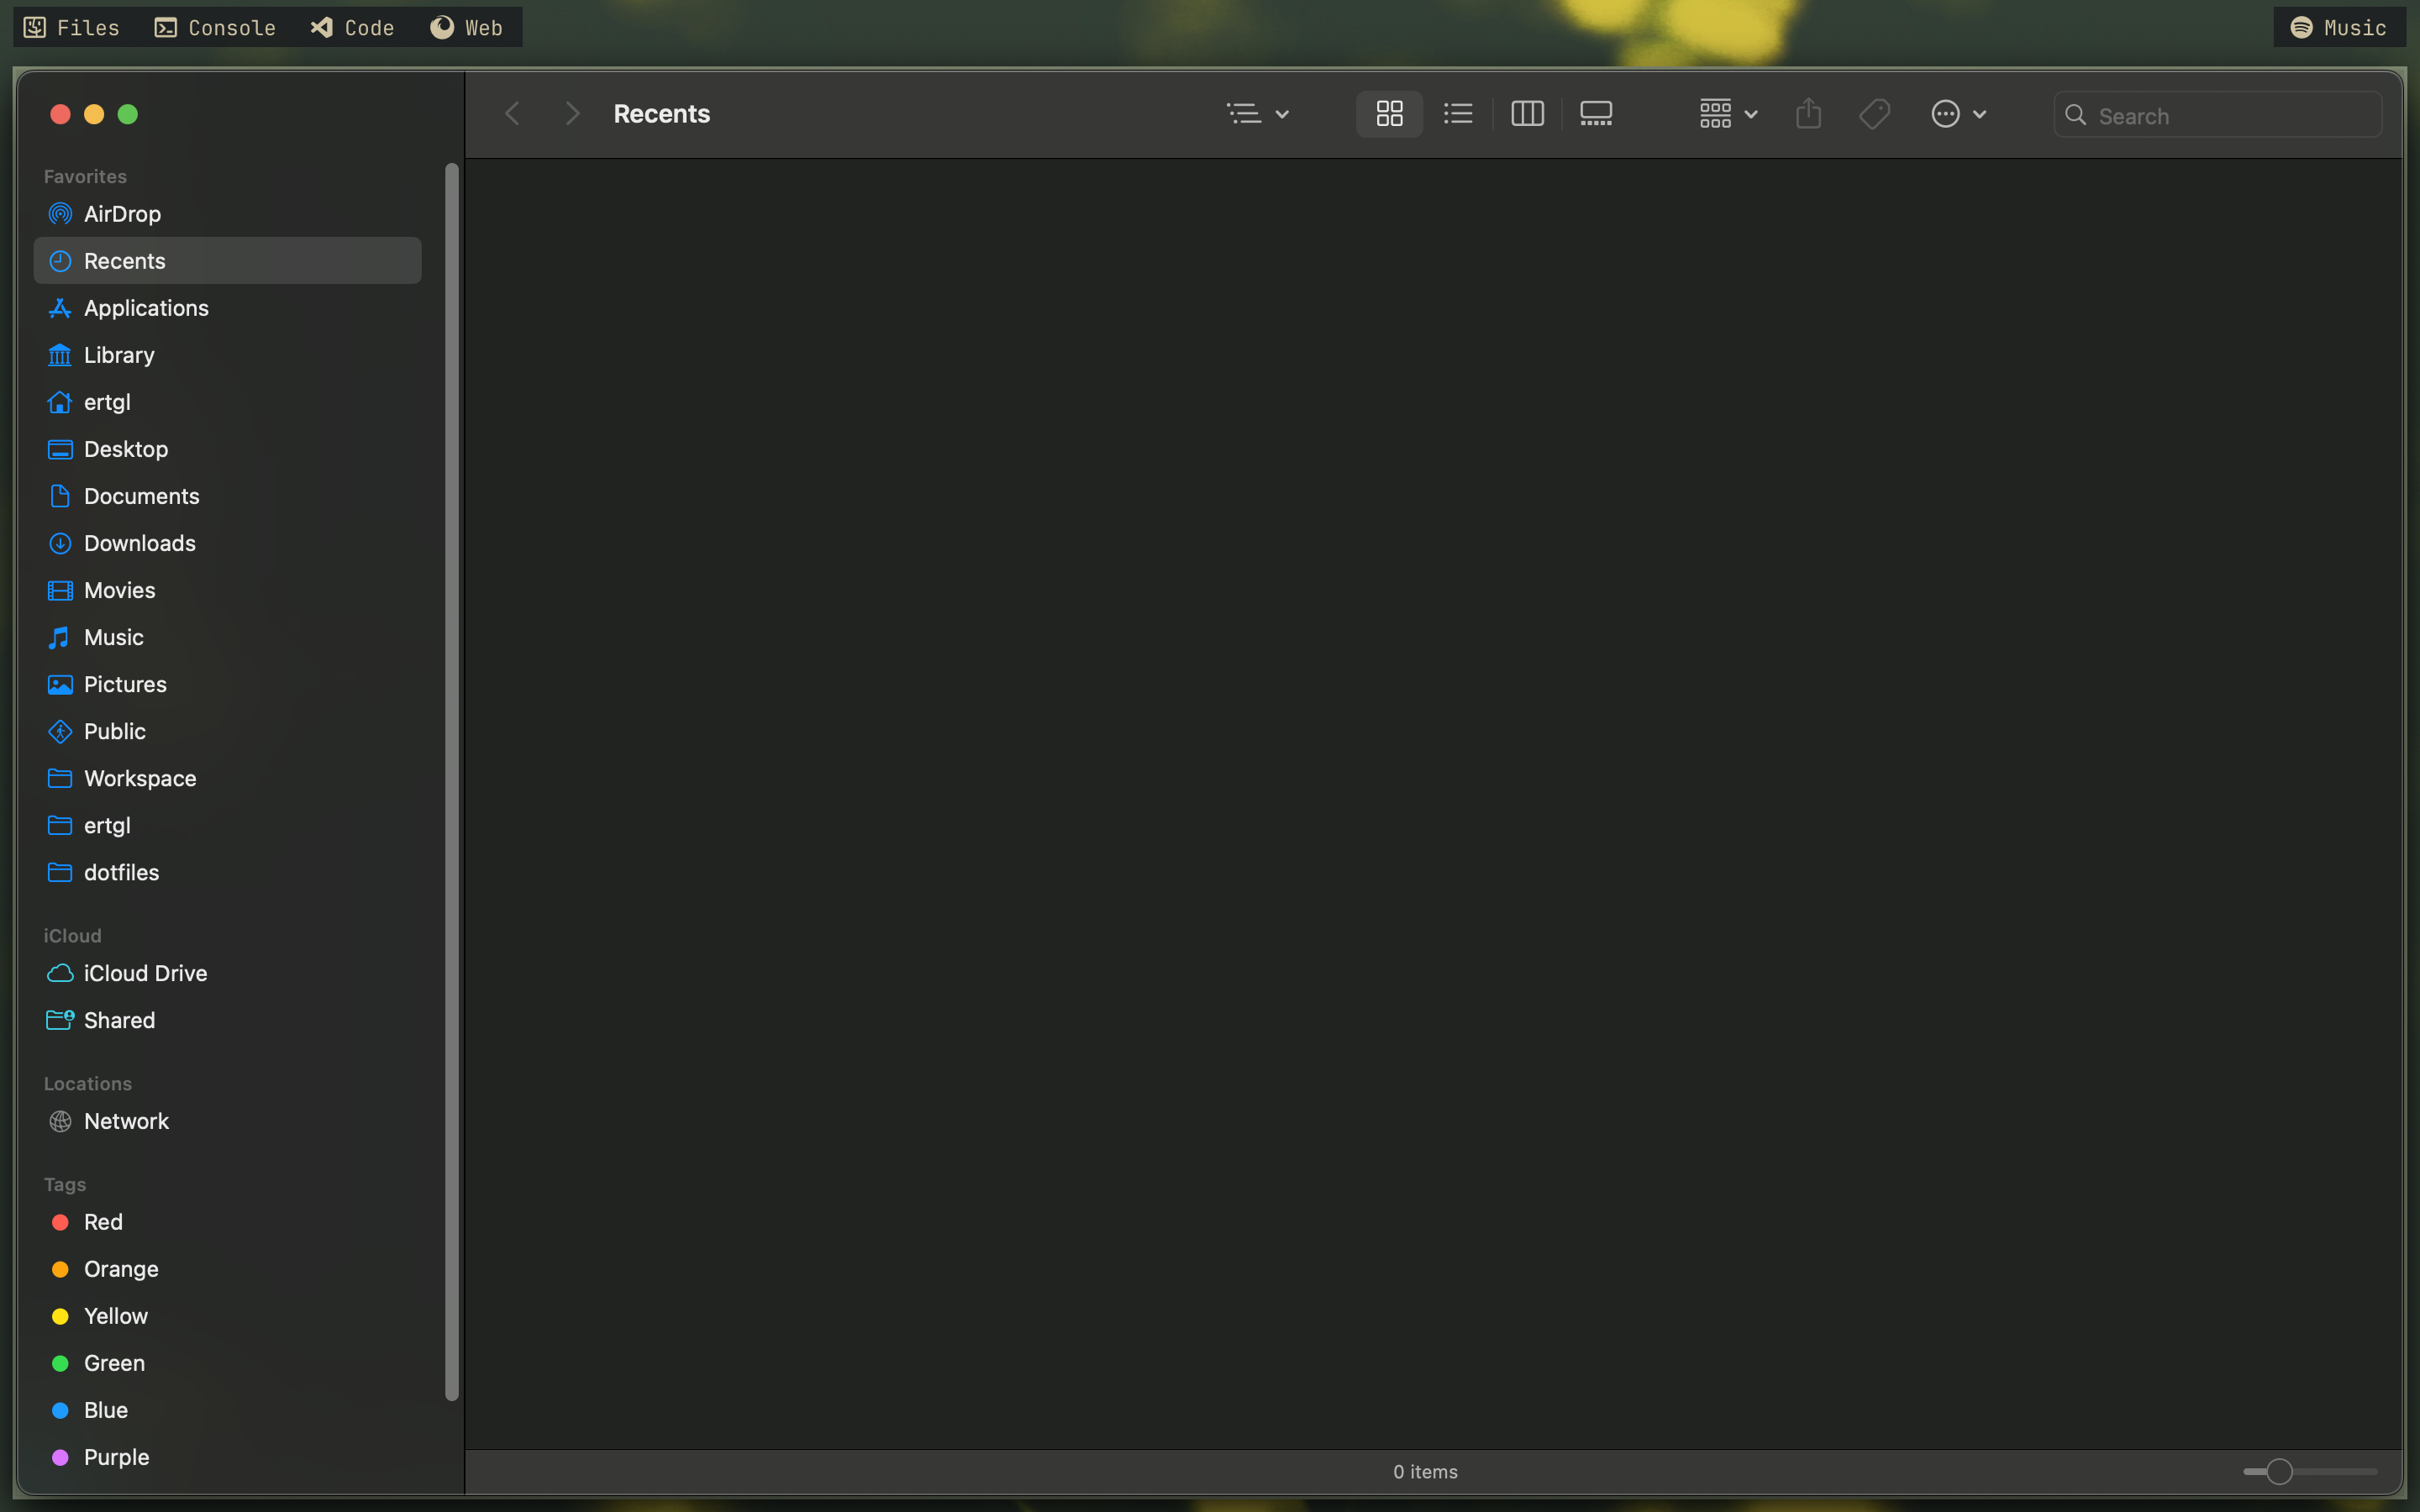 Files Console Code Web Music
Recents
Search
Favorites
AirDrop
Recents
Applications
Library
ertgl
Desktop
Documents
Downloads
Movies
Music
Pictures
Public
Workspace
ertgl
dotfiles
iCloud
iCloud Drive
Shared
Locations
Network
Tags
Red
Orange
Yellow
Green
Blue
Purple
0 items